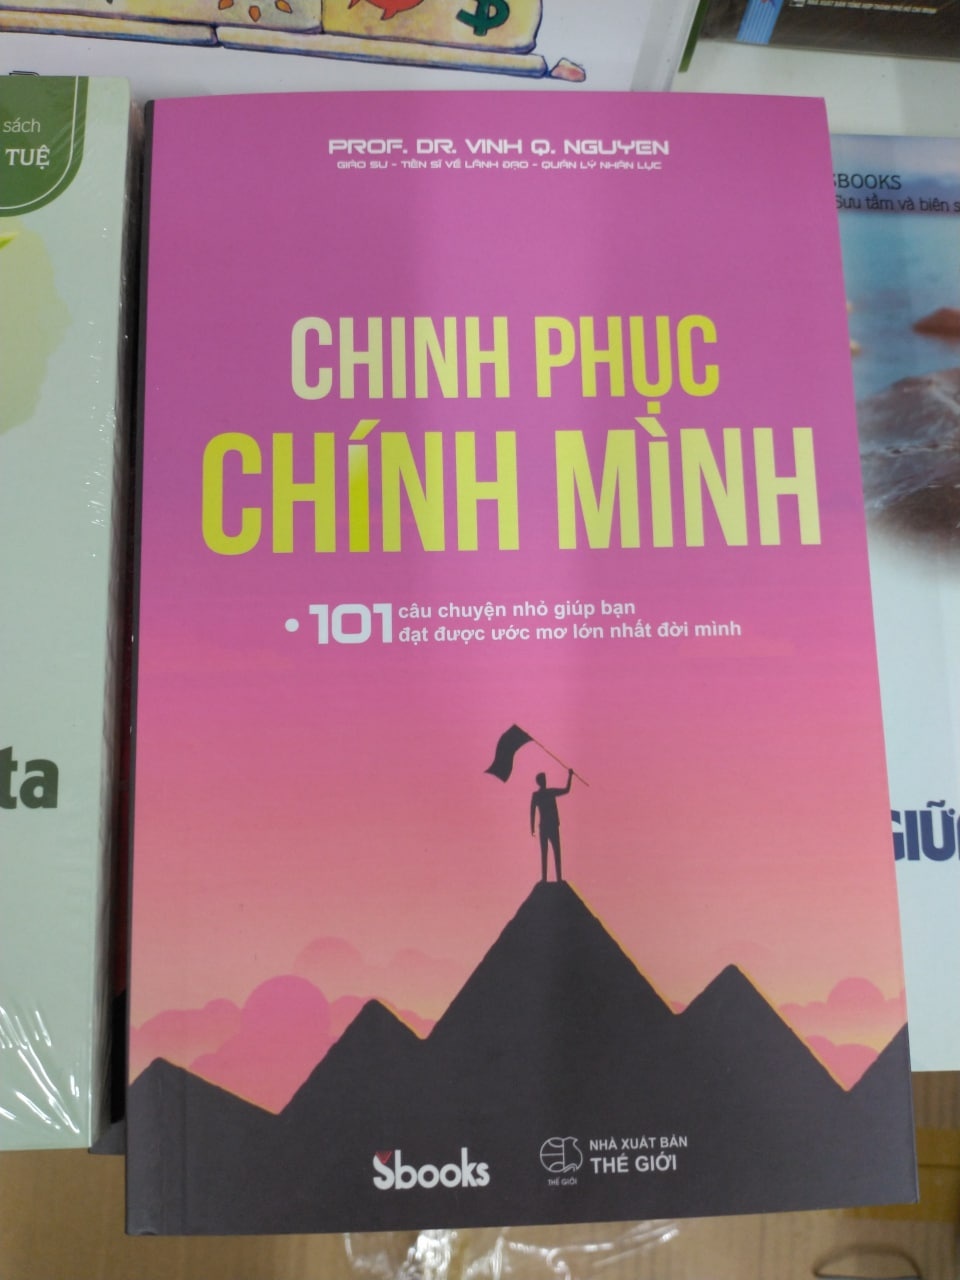 PROF. DR. VINH Q. NGUYEN
GIÁO SƯ - TIẾN SĨ VỀ LÃNH ĐẠO - QUẢN LÝ NHÂN LỰC
CHINH PHỤC
CHÍNH MÌNH
• 101 câu chuyện nhỏ giúp bạn
đạt được ước mơ lớn nhất đời mình
Sbooks
NHÀ XUẤT BẢN
THẾ GIỚI
THẾ GIỚI
sách
TUỆ
ta
SBOOKS
Sưu tầm và biên s
GIỮ